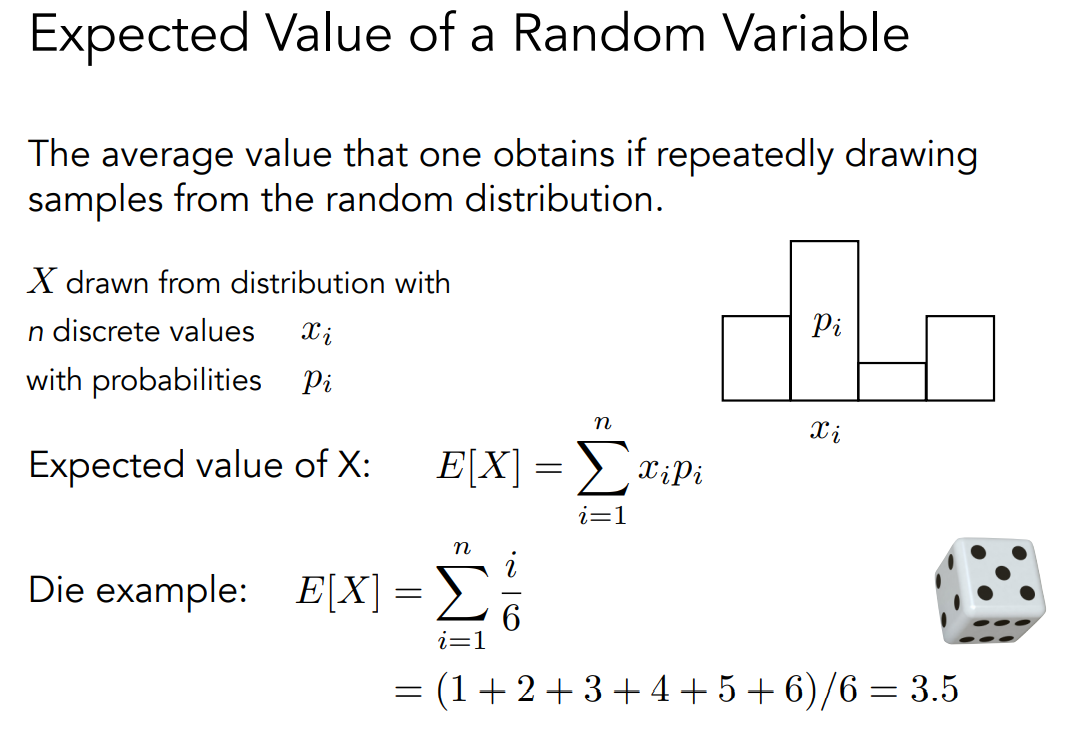 Expected Value of a Random Variable
The average value that one obtains if repeatedly drawing
samples from the random distribution.
X drawn from distribution with
n discrete values x_i
with probabilities p_i
p_i
x_i
Expected value of X: E[X] = \sum_{i=1}^{n} x_i p_i
Die example: E[X] = \sum_{i=1}^{n} \frac{i}{6}
= (1 + 2 + 3 + 4 + 5 + 6)/6 = 3.5